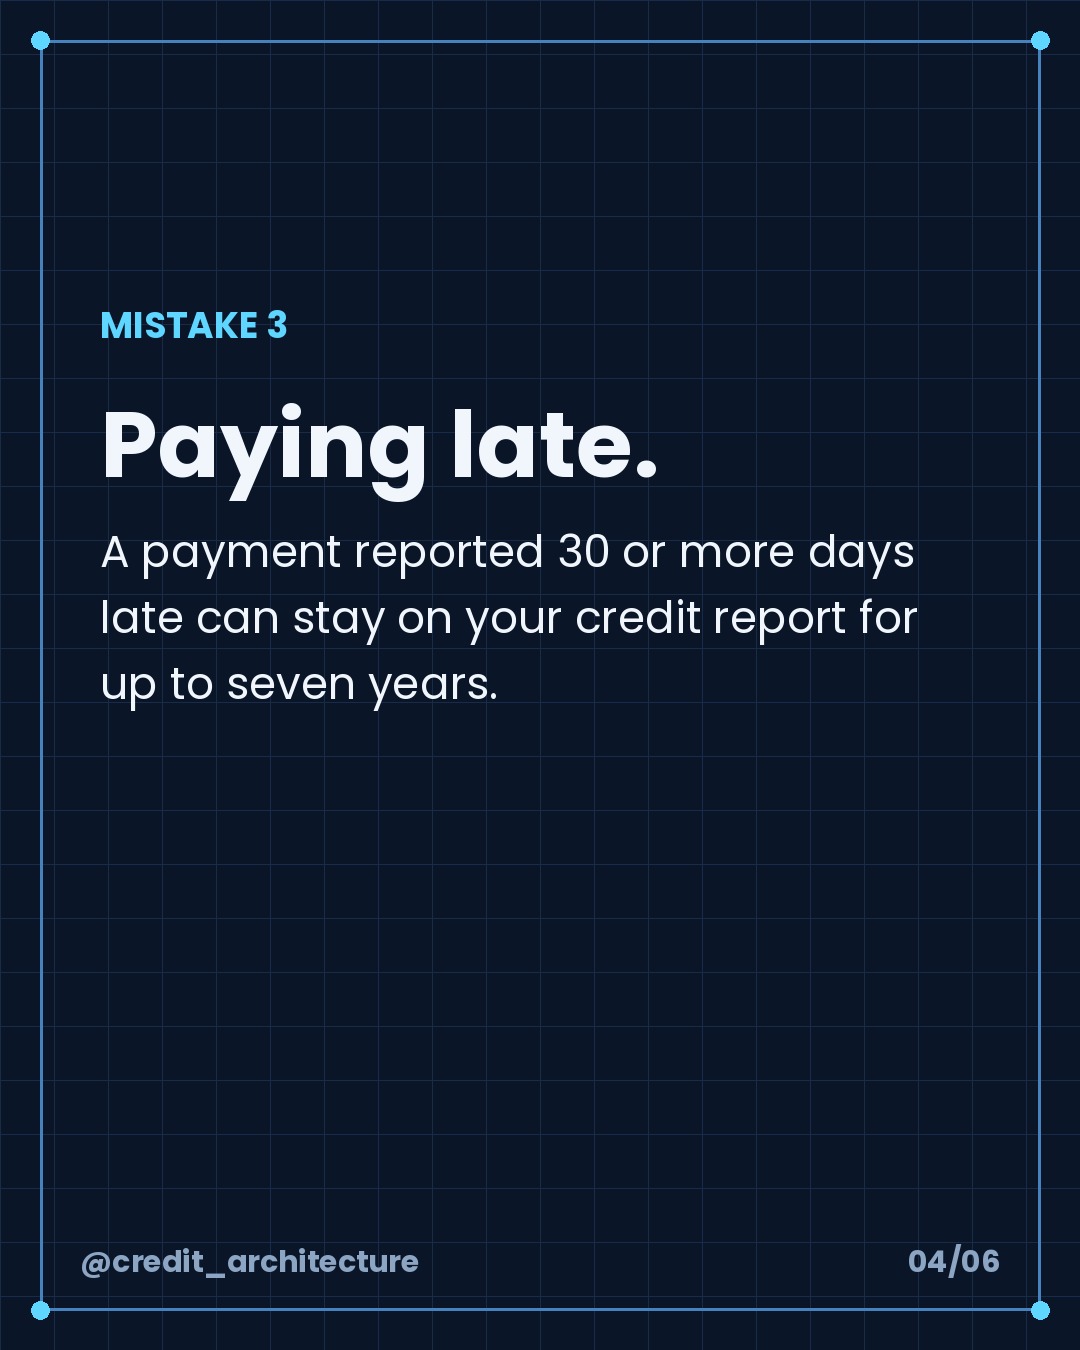 MISTAKE 3
Paying late.
A payment reported 30 or more days
late can stay on your credit report for
up to seven years.
@credit_architecture
04/06